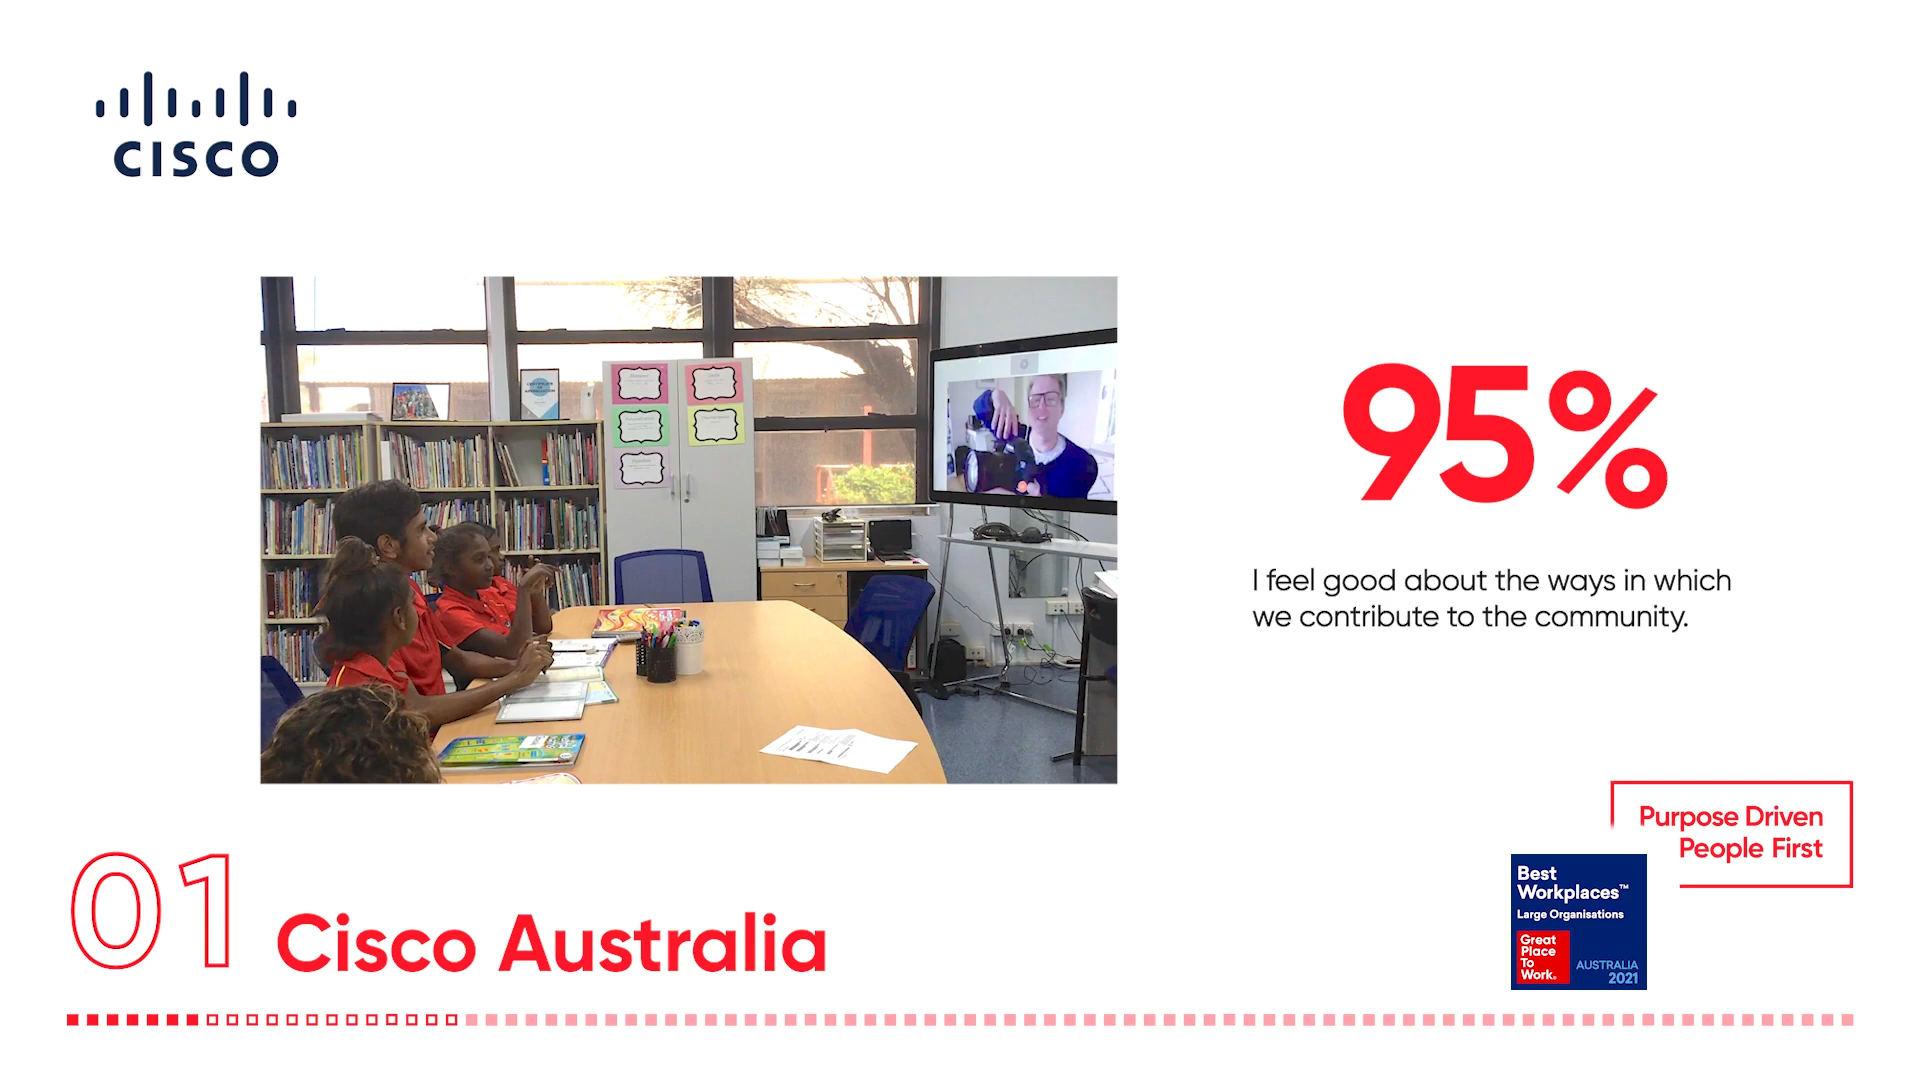 CISCO
95%
I feel good about the ways in which
we contribute to the community.
Purpose Driven
People First
01
Cisco Australia
Best
Workplaces™
Large Organisations
Great
Place
To
Work®
AUSTRALIA
2021